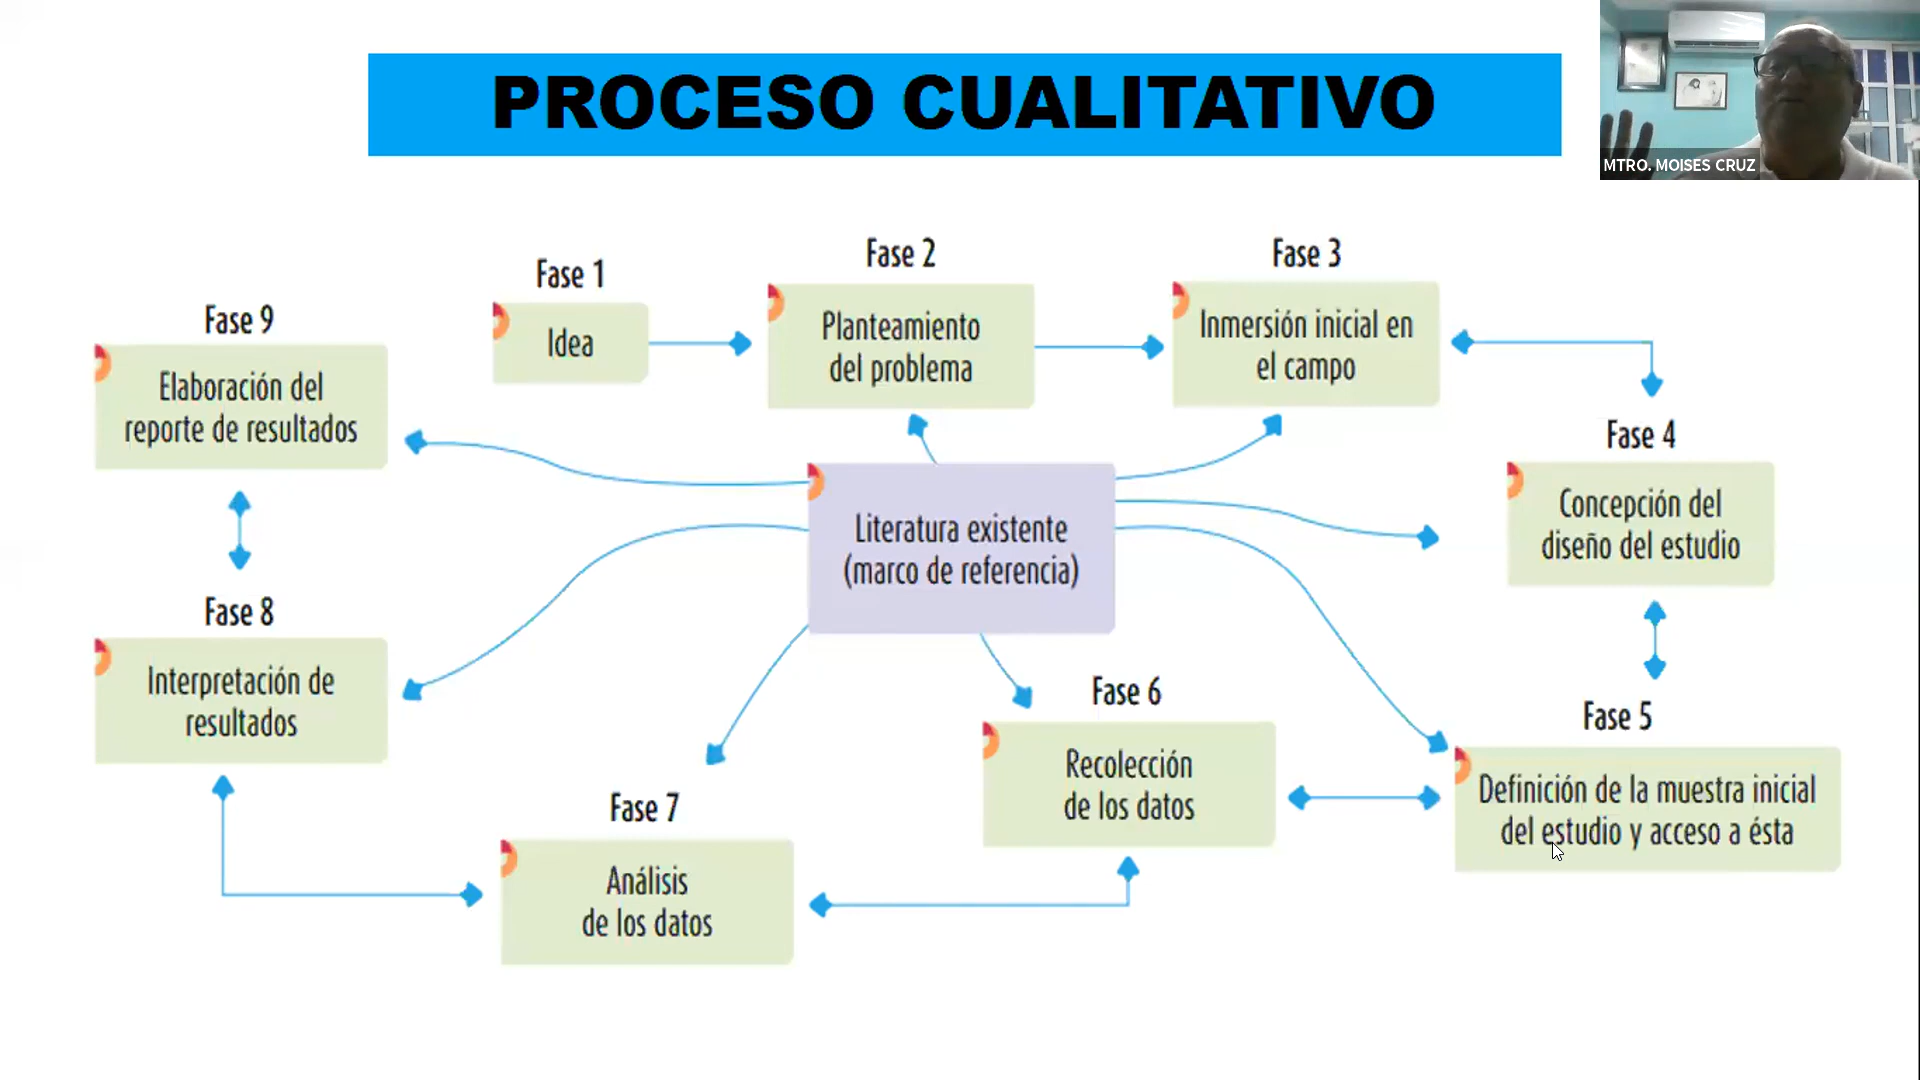 PROCESO CUALITATIVO
MTRO. MOISES CRUZ
Fase 1
Idea
Fase 2
Planteamiento
del problema
Fase 3
Inmersión inicial en
el campo
Fase 4
Concepción del
diseño del estudio
Fase 5
Definición de la muestra inicial
del estudio y acceso a ésta
Fase 6
Recolección
de los datos
Fase 7
Análisis
de los datos
Fase 8
Interpretación de
resultados
Fase 9
Elaboración del
reporte de resultados
Literatura existente
(marco de referencia)